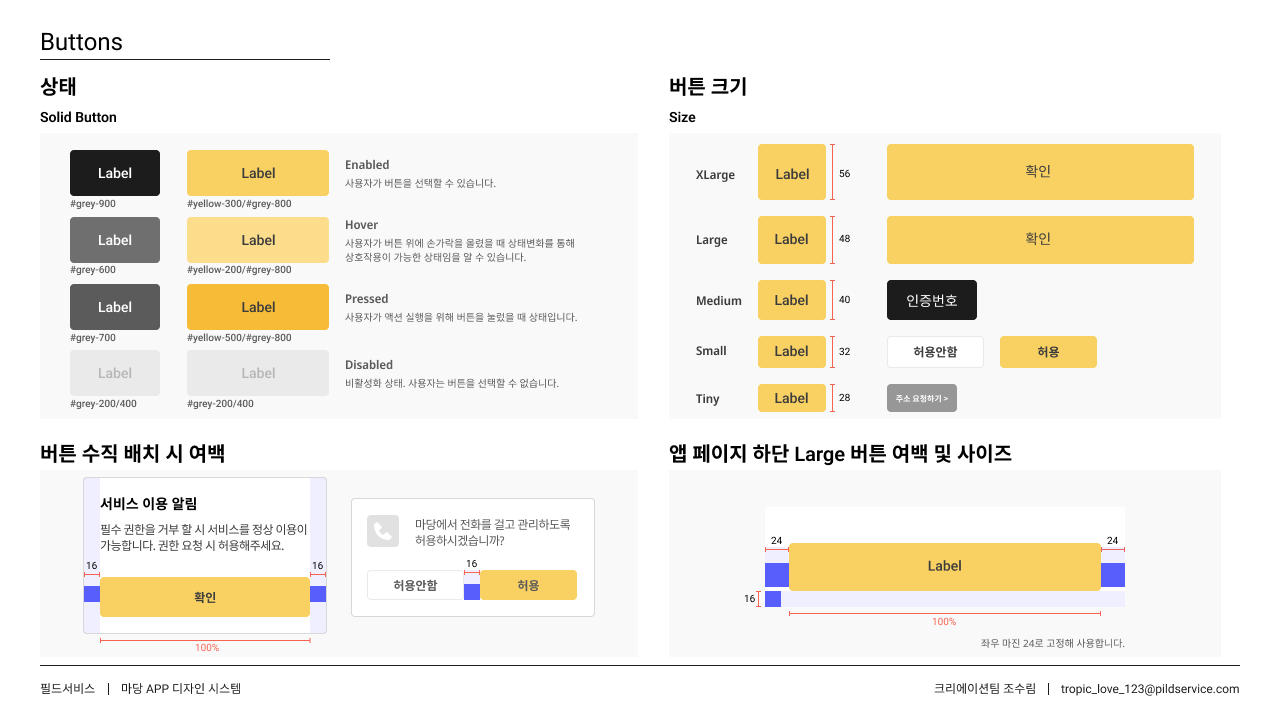 Buttons
상태
Solid Button
Label
Label
#grey-900
#yellow-300/#grey-800
Enabled
사용자가 버튼을 선택할 수 있습니다.
Label
Label
#grey-600
#yellow-200/#grey-800
Hover
사용자가 버튼 위에 손가락을 올렸을 때 상태변화를 통해
상호작용이 가능한 상태임을 알 수 있습니다.
Label
Label
#grey-700
#yellow-500/#grey-800
Pressed
사용자가 액션 실행을 위해 버튼을 눌렀을 때 상태입니다.
Label
Label
#grey-200/400
#grey-200/400
Disabled
비활성화 상태. 사용자는 버튼을 선택할 수 없습니다.
버튼 크기
Size
XLarge
Label
56
확인
Large
Label
48
확인
Medium
Label
40
인증번호
Small
Label
32
허용안함
허용
Tiny
Label
28
주소 요청하기 >
버튼 수직 배치 시 여백
서비스 이용 알림
필수 권한을 거부 할 시 서비스를 정상 이용이
가능합니다. 권한 요청 시 허용해주세요.
16
16
확인
100%
마당에서 전화를 걸고 관리하도록
허용하시겠습니까?
16
허용안함
허용
앱 페이지 하단 Large 버튼 여백 및 사이즈
24
24
Label
16
100%
좌우 마진 24로 고정해 사용합니다.
필드서비스 | 마당 APP 디자인 시스템
크리에이션팀 조수림 | tropic_love_123@pildservice.com